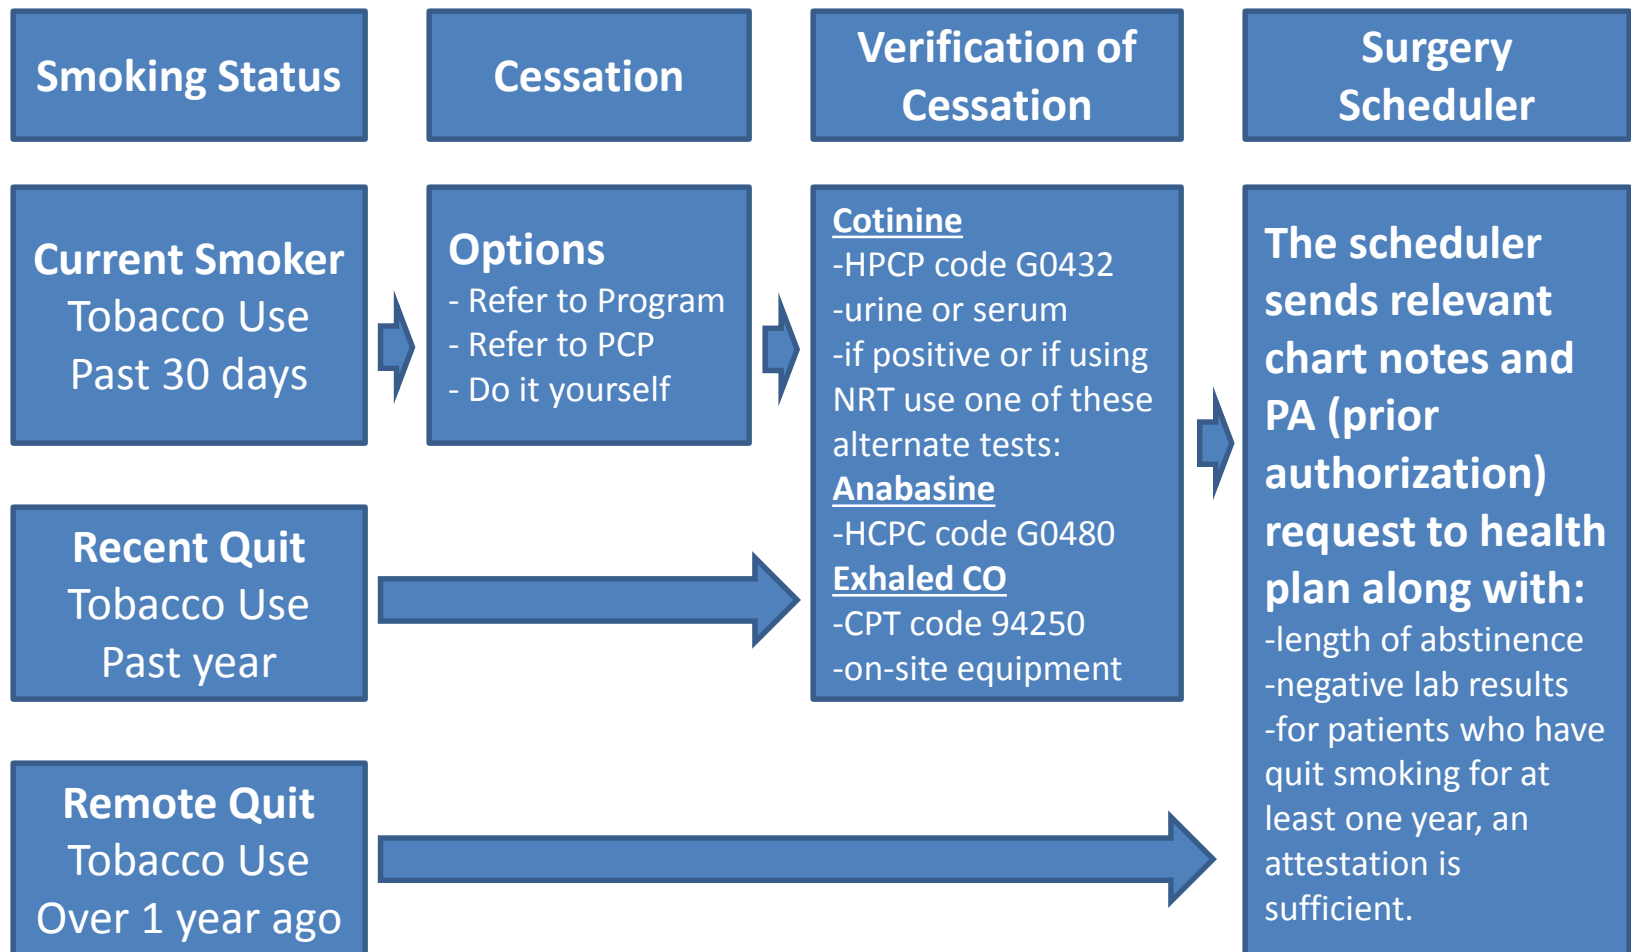 Smoking Status
Cessation
Verification of
Cessation
Surgery
Scheduler
Current Smoker
Tobacco Use
Past 30 days
Options
- Refer to Program
- Refer to PCP
- Do it yourself
Cotinine
-HPCP code G0432
-urine or serum
-if positive or if using
NRT use one of these
alternate tests:
Anabasine
-HCPC code G0480
Exhaled CO
-CPT code 94250
-on-site equipment
The scheduler
sends relevant
chart notes and
PA (prior
authorization)
request to health
plan along with:
-length of abstinence
-negative lab results
-for patients who have
quit smoking for at
least one year, an
attestation is
sufficient.
Recent Quit
Tobacco Use
Past year
Remote Quit
Tobacco Use
Over 1 year ago